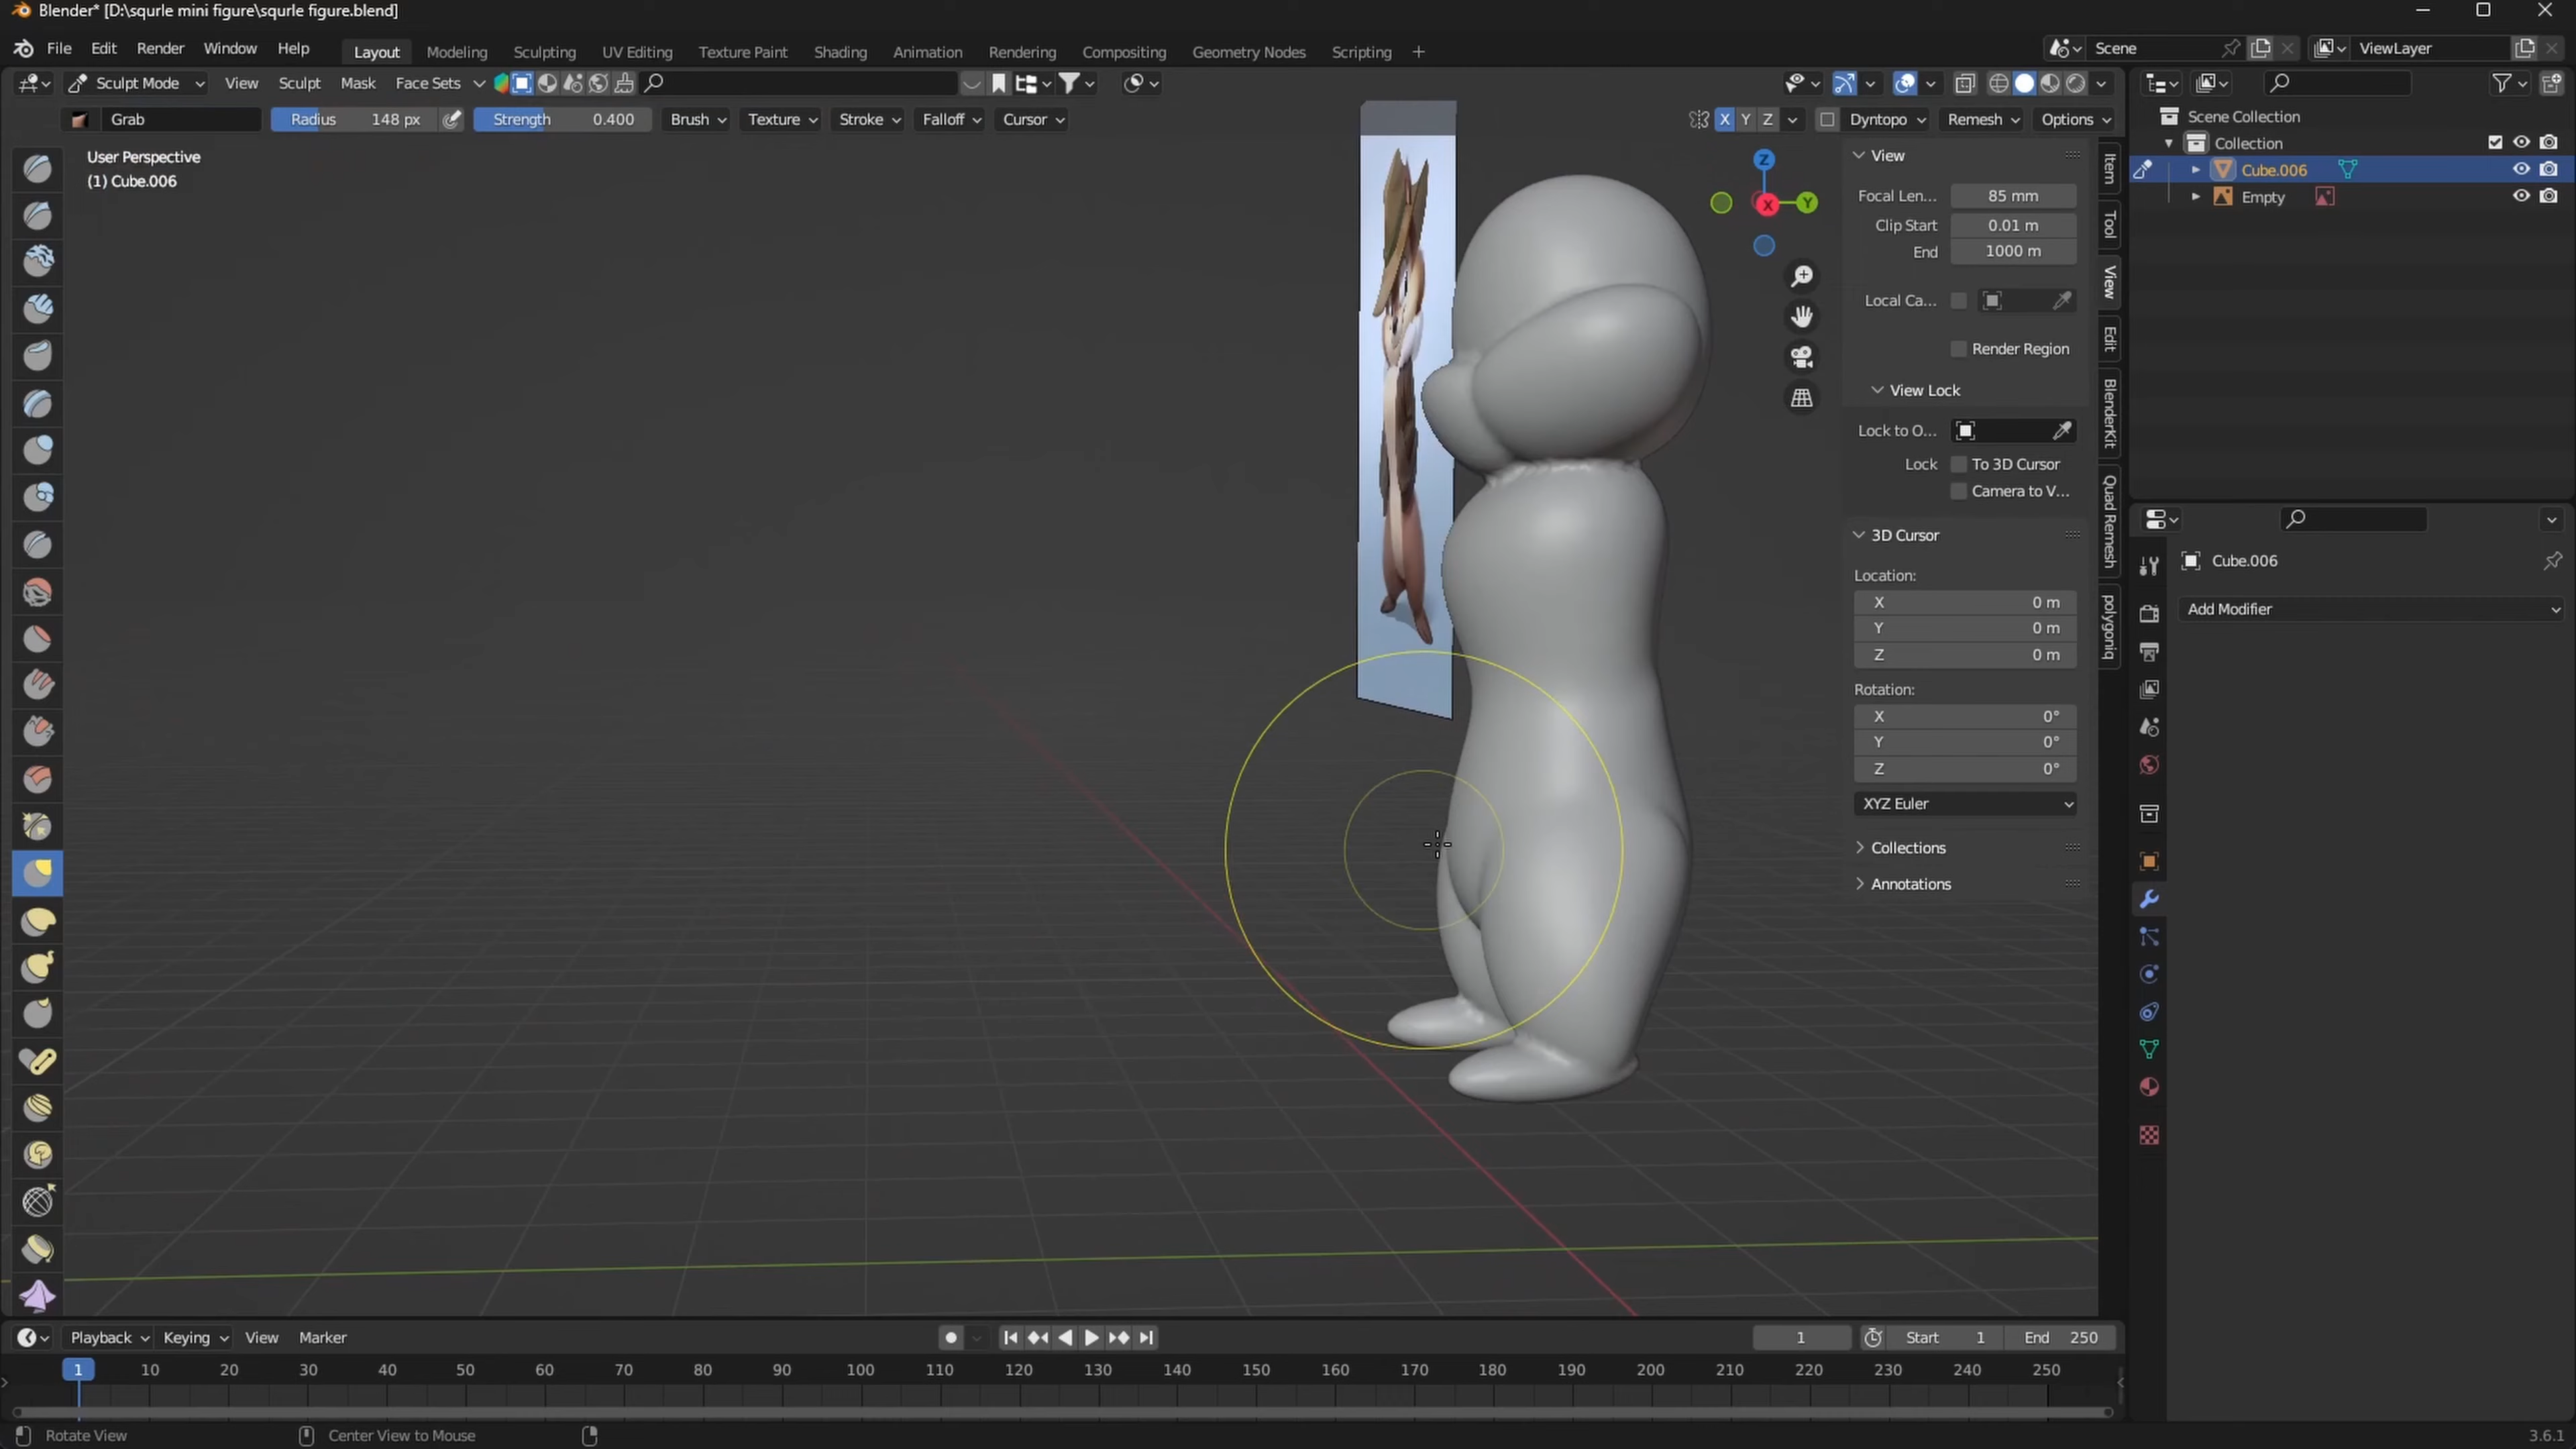 Blender* [D:\squrle mini figure\squrle figure.blend]
File Edit Render Window Help Layout Modeling Sculpting UV Editing Texture Paint Shading Animation Rendering Compositing Geometry Nodes Scripting + Scene ViewLayer
Sculpt Mode View Sculpt Mask Face Sets
Grab Radius 148 px Strength 0.400 Brush Texture Stroke Falloff Cursor X Y Z Dyntopo Remesh Options
User Perspective
(1) Cube.006
Z
X
Y
View
Focal Len... 85 mm
Clip Start 0.01 m
End 1000 m
Local Ca...
Render Region
View Lock
Lock to O...
Lock To 3D Cursor
Camera to V...
3D Cursor
Location:
X 0 m
Y 0 m
Z 0 m
Rotation:
X 0°
Y 0°
Z 0°
XYZ Euler
Collections
Annotations
Item
Tool
View
Edit
BlenderKit
Quad Remesh
polygoniq
Scene Collection
Collection
Cube.006
Empty
Cube.006
Add Modifier
Playback Keying View Marker 1 Start 1 End 250
1 10 20 30 40 50 60 70 80 90 100 110 120 130 140 150 160 170 180 190 200 210 220 230 240 250
Rotate View Center View to Mouse 3.6.1